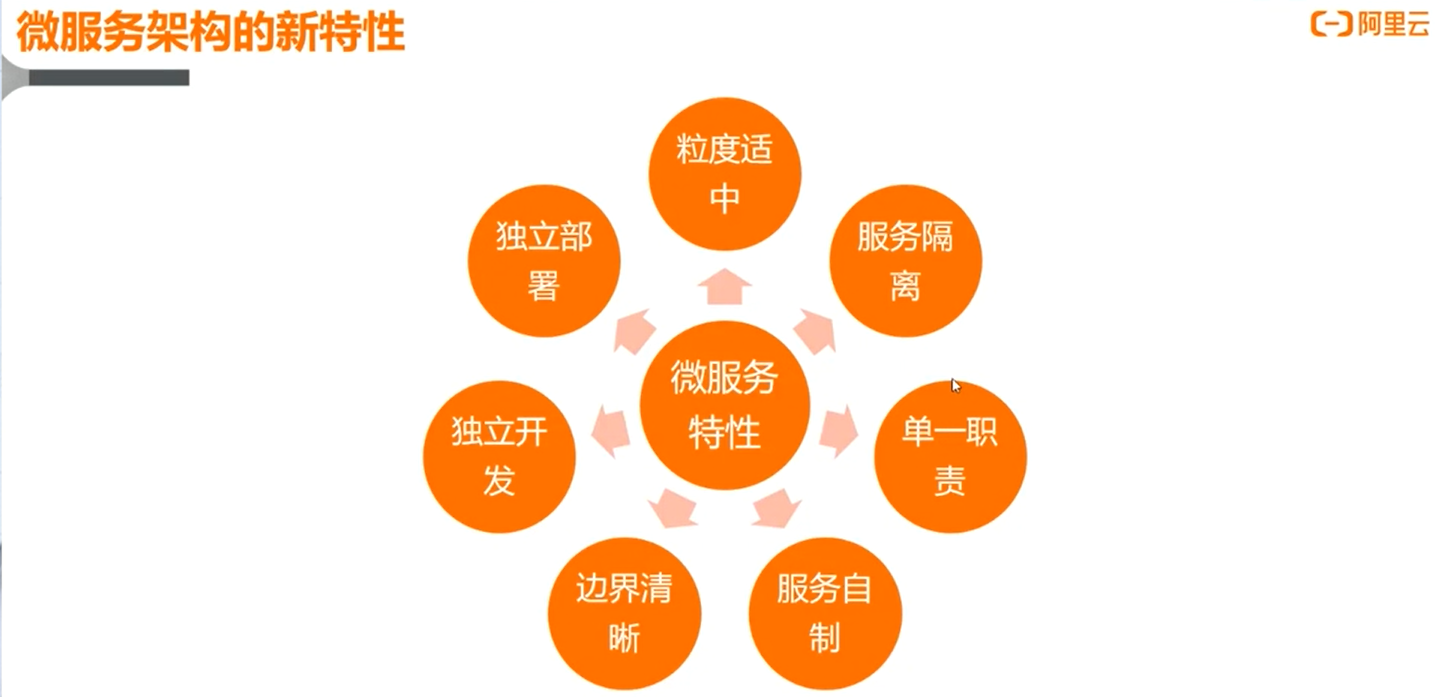 微服务架构的新特性
阿里云
粒度适
中
服务隔
离
单一职
责
服务自
制
边界清
晰
独立开
发
独立部
署
微服务
特性